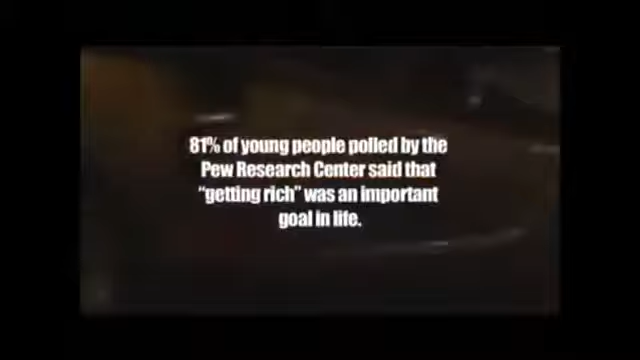 81% of young people polled by the
Pew Research Center said that
“getting rich” was an important
goal in life.